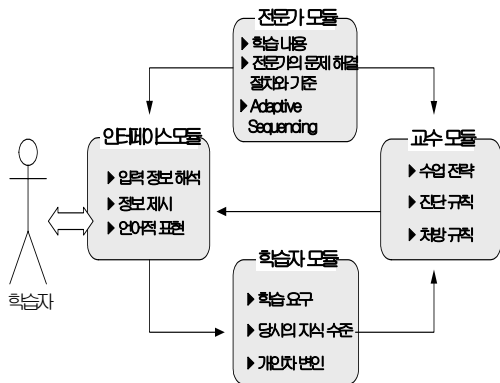 전문가 모듈
▶ 학습 내용
▶ 전문가의 문제 해결
절차와 기준
▶ Adaptive
Sequencing
인터페이스 모듈
▶ 입력 정보 해석
▶ 정보 제시
▶ 언어적 표현
교수 모듈
▶ 수업 전략
▶ 진단 규칙
▶ 처방 규칙
학습자
학습자 모듈
▶ 학습 요구
▶ 당시의 지식 수준
▶ 개인차 변인